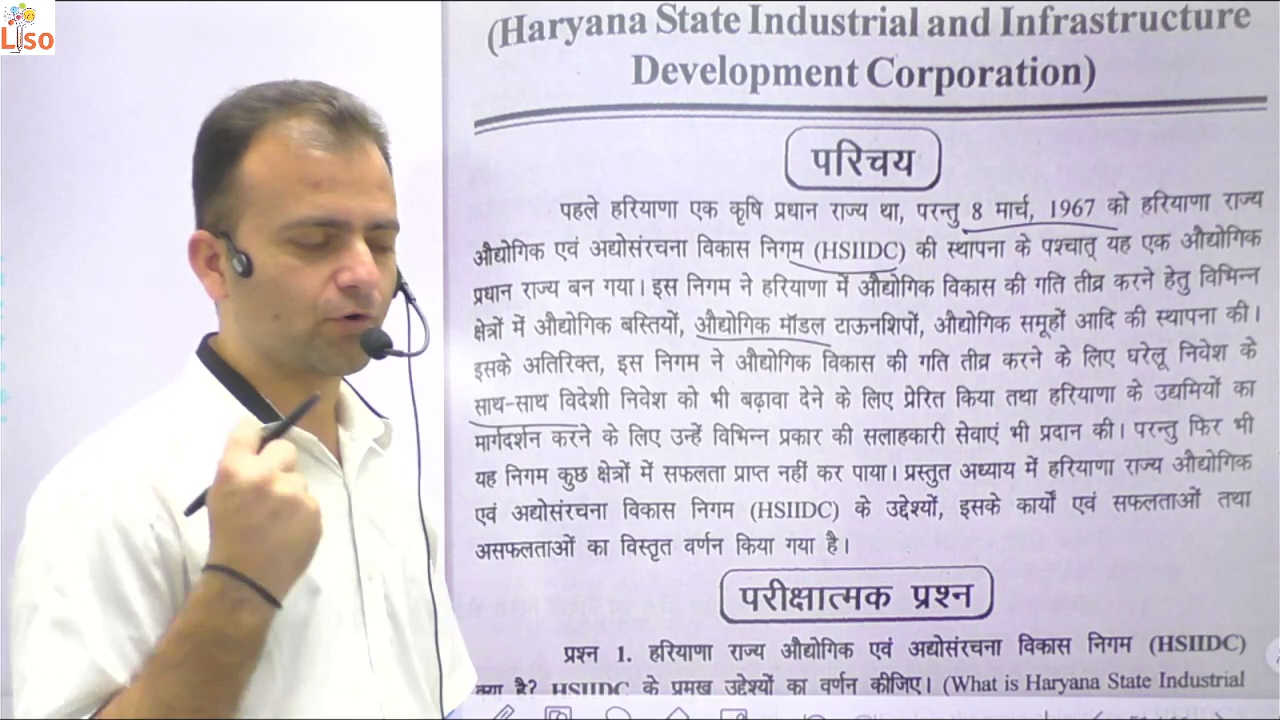 Liso
(Haryana State Industrial and Infrastructure
Development Corporation)
परिचय
पहले हरियाणा एक कृषि प्रधान राज्य था, परन्तु 8 मार्च, 1967 को हरियाणा राज्य
औद्योगिक एवं अद्योसंरचना विकास निगम (HSIIDC) की स्थापना के पश्चात् यह एक औद्योगिक
प्रधान राज्य बन गया। इस निगम ने हरियाणा में औद्योगिक विकास की गति तीव्र करने हेतु विभिन्न
क्षेत्रों में औद्योगिक बस्तियों, औद्योगिक मॉडल टाऊनशिपों, औद्योगिक समूहों आदि की स्थापना की।
इसके अतिरिक्त, इस निगम ने औद्योगिक विकास की गति तीव्र करने के लिए घरेलू निवेश के
साथ-साथ विदेशी निवेश को भी बढ़ावा देने के लिए प्रेरित किया तथा हरियाणा के उद्यमियों का
मार्गदर्शन करने के लिए उन्हें विभिन्न प्रकार की सलाहकारी सेवाएं भी प्रदान की। परन्तु फिर भी
यह निगम कुछ क्षेत्रों में सफलता प्राप्त नहीं कर पाया। प्रस्तुत अध्याय में हरियाणा राज्य औद्योगिक
एवं अद्योसंरचना विकास निगम (HSIIDC) के उद्देश्यों, इसके कार्यों एवं सफलताओं तथा
असफलताओं का विस्तृत वर्णन किया गया है।
परीक्षात्मक प्रश्न
प्रश्न 1. हरियाणा राज्य औद्योगिक एवं अद्योसंरचना विकास निगम (HSIIDC)
क्या है? HSIIDC के प्रमुख उद्देश्यों का वर्णन कीजिए। (What is Haryana State Industrial